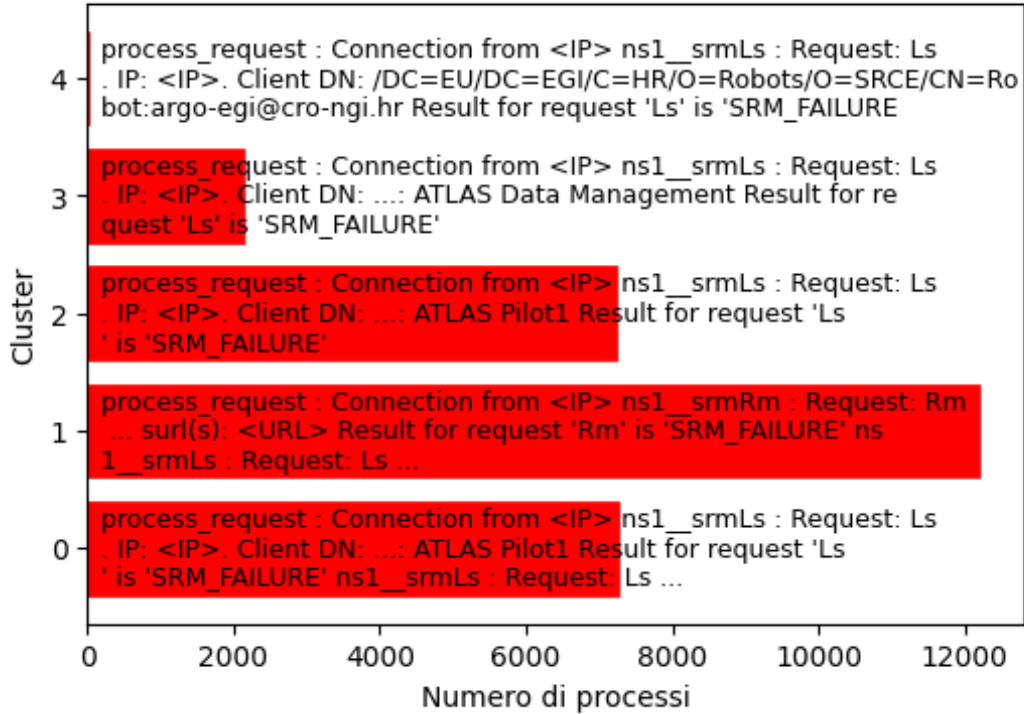 4
process_request : Connection from <IP> ns1__srmLs : Request: Ls
. IP: <IP>. Client DN: /DC=EU/DC=EGI/C=HR/O=Robots/O=SRCE/CN=Ro
bot:argo-egi@cro-ngi.hr Result for request 'Ls' is 'SRM_FAILURE
3
process_request : Connection from <IP> ns1__srmLs : Request: Ls
. IP: <IP>. Client DN: ...: ATLAS Data Management Result for re
quest 'Ls' is 'SRM_FAILURE'
Cluster
2
process_request : Connection from <IP> ns1__srmLs : Request: Ls
. IP: <IP>. Client DN: ...: ATLAS Pilot1 Result for request 'Ls
' is 'SRM_FAILURE'
1
process_request : Connection from <IP> ns1__srmRm : Request: Rm
... surl(s): <URL> Result for request 'Rm' is 'SRM_FAILURE' ns
1__srmLs : Request: Ls ...
0
process_request : Connection from <IP> ns1__srmLs : Request: Ls
. IP: <IP>. Client DN: ...: ATLAS Pilot1 Result for request 'Ls
' is 'SRM_FAILURE' ns1__srmLs : Request: Ls ...
0 2000 4000 6000 8000 10000 12000
Numero di processi